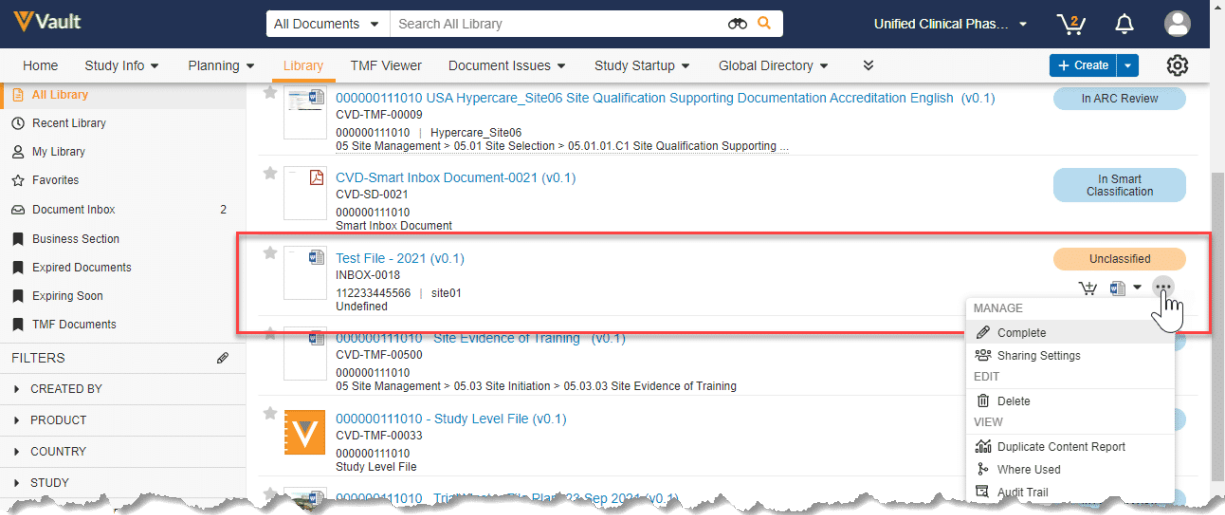 Vault
All Documents
Search All Library
Unified Clinical Phas...
2
Home
Study Info
Planning
Library
TMF Viewer
Document Issues
Study Startup
Global Directory
+ Create
All Library
Recent Library
My Library
Favorites
Document Inbox 2
Business Section
Expired Documents
Expiring Soon
TMF Documents
FILTERS
CREATED BY
PRODUCT
COUNTRY
STUDY
000000111010 USA Hypercare_Site06 Site Qualification Supporting Documentation Accreditation English (v0.1)
CVD-TMF-00009
000000111010 | Hypercare_Site06
05 Site Management > 05.01 Site Selection > 05.01.01.C1 Site Qualification Supporting ...
In ARC Review
CVD-Smart Inbox Document-0021 (v0.1)
CVD-SD-0021
000000111010
Smart Inbox Document
In Smart
Classification
Test File - 2021 (v0.1)
INBOX-0018
112233445566 | site01
Undefined
Unclassified
000000111010 Site Evidence of Training (v0.1)
CVD-TMF-00500
000000111010
05 Site Management > 05.03 Site Initiation > 05.03.03 Site Evidence of Training
000000111010 - Study Level File (v0.1)
CVD-TMF-00033
000000111010
Study Level File
000000111010
22 Sep 2021 (v0.1)
MANAGE
Complete
Sharing Settings
EDIT
Delete
VIEW
Duplicate Content Report
Where Used
Audit Trail